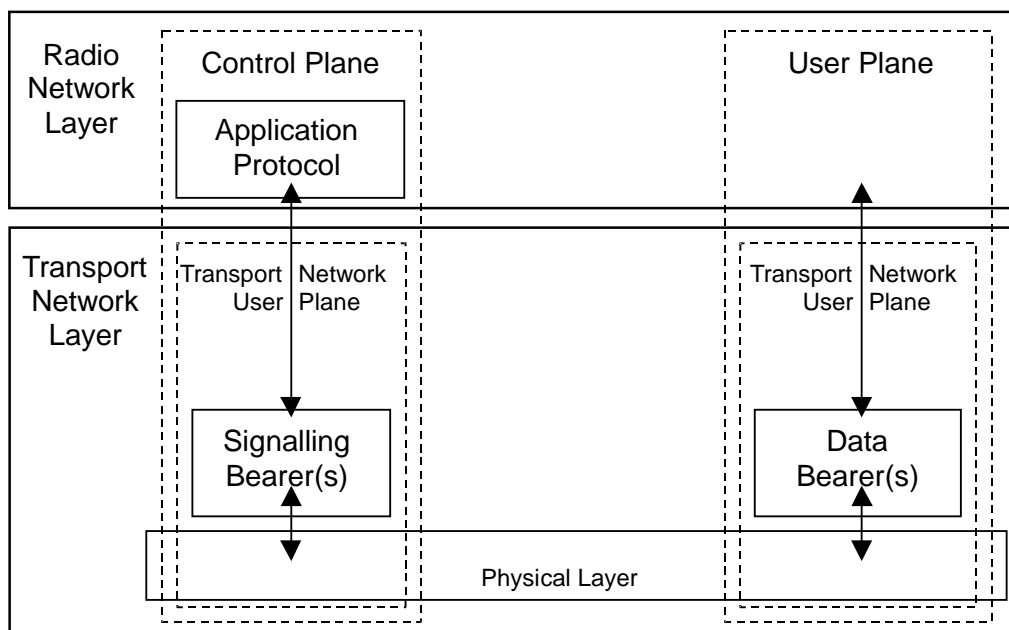 Radio
Network
Layer
Control Plane
User Plane
Application
Protocol
Transport
Network
Layer
Transport Network
User Plane
Transport Network
User Plane
Signalling
Bearer(s)
Data
Bearer(s)
Physical Layer